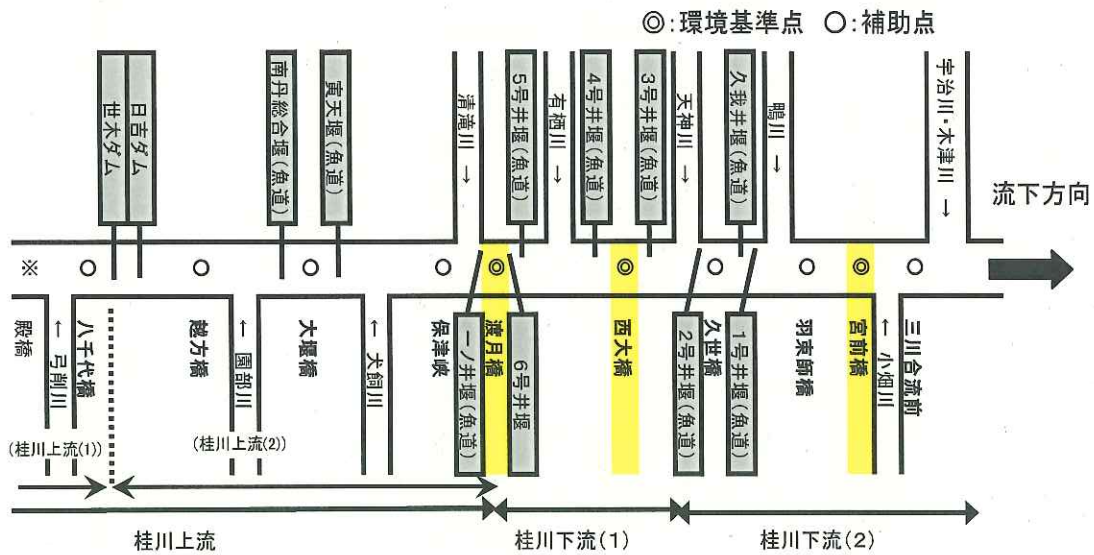 ◎:環境基準点 ○:補助点
世木ダム
日吉ダム
南丹総合堰(魚道)
寅天堰(魚道)
清滝川→
5号井堰(魚道)
有栖川→
4号井堰(魚道)
3号井堰(魚道)
天神川→
久我井堰(魚道)
鴨川→
宇治川・木津川→
流下方向
※
殿橋
←弓削川
八千代橋
越方橋
←園部川
大堰橋
←犬飼川
保津峡
一ノ井堰(魚道)
渡月橋
6号井堰
西大橋
2号井堰(魚道)
久世橋
1号井堰(魚道)
羽束師橋
宮前橋
←小畑川
三川合流前
(桂川上流(1))
(桂川上流(2))
桂川上流
桂川下流(1)
桂川下流(2)